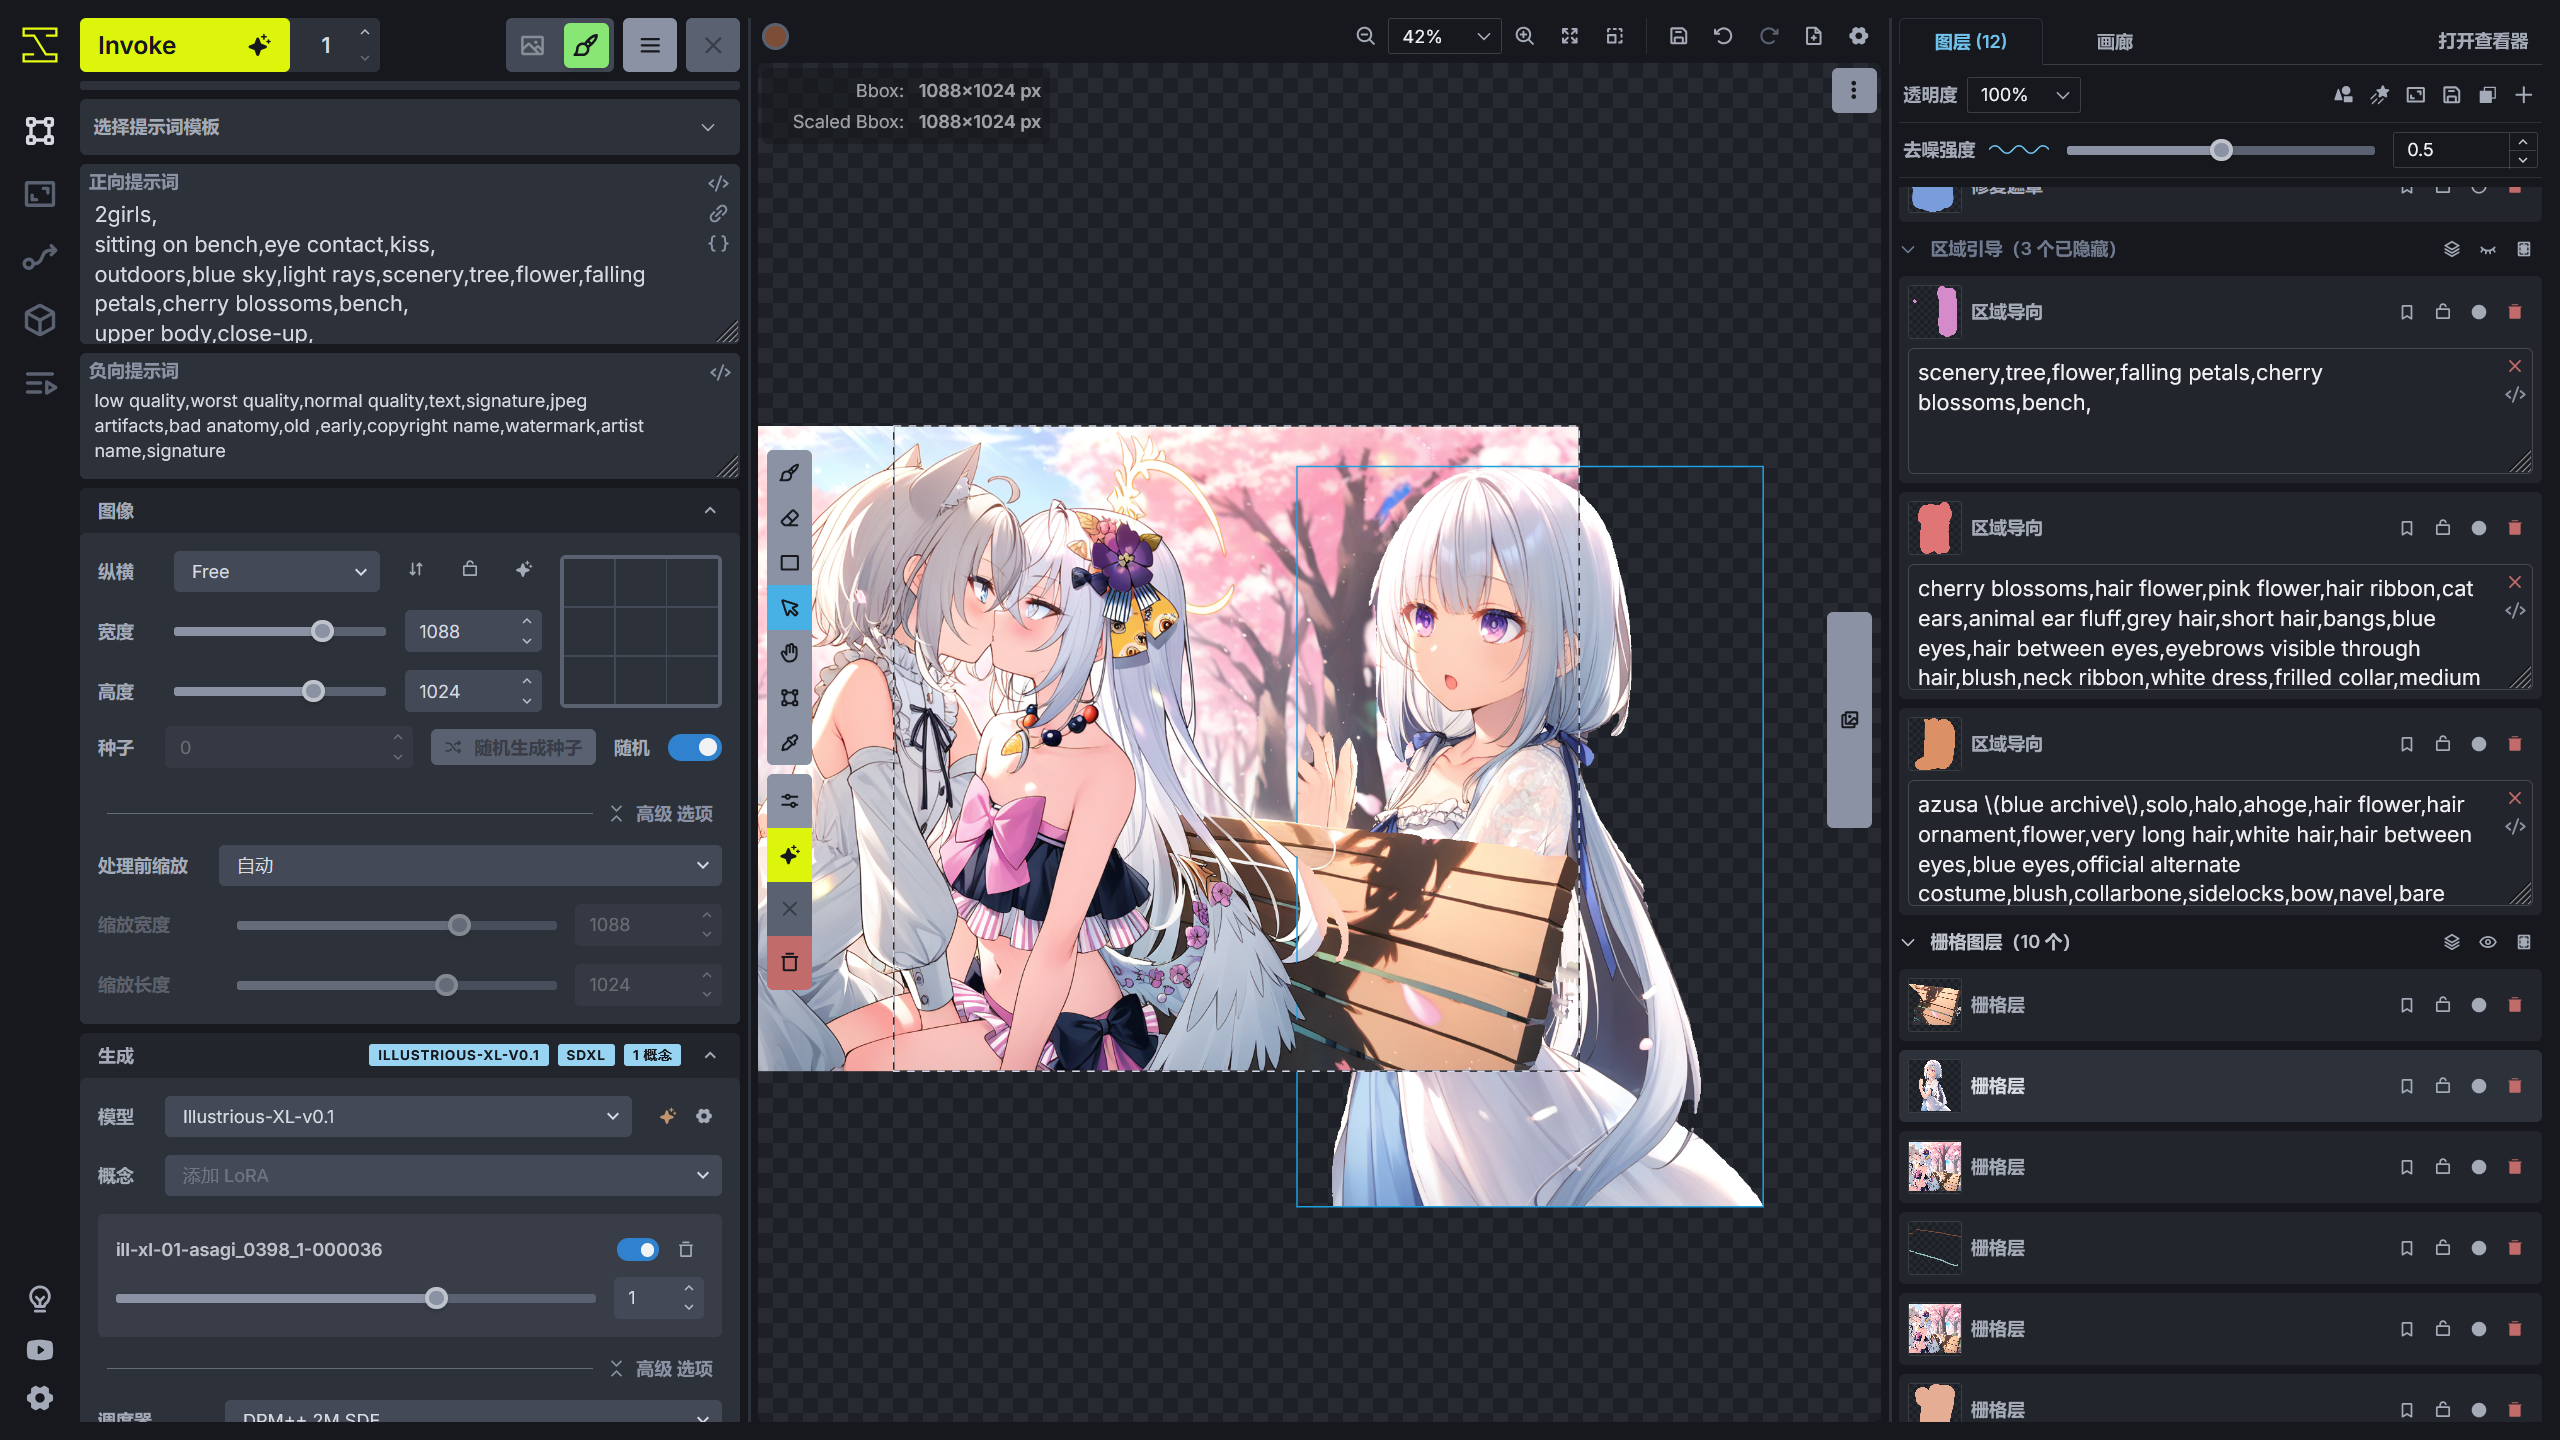 Invoke
1
选择提示词模板
正向提示词
2girls,
sitting on bench,eye contact,kiss,
outdoors,blue sky,light rays,scenery,tree,flower,falling
petals,cherry blossoms,bench,
upper body,close-up,
负向提示词
low quality,worst quality,normal quality,text,signature,jpeg
artifacts,bad anatomy,old ,early,copyright name,watermark,artist
name,signature
图像
纵横
Free
宽度
1088
高度
1024
种子
0
随机生成种子
随机
高级 选项
处理前缩放
自动
缩放宽度
1088
缩放长度
1024
生成
ILLUSTRIOUS-XL-V0.1
SDXL
1 概念
模型
Illustrious-XL-v0.1
概念
添加 LoRA
ill-xl-01-asagi_0398_1-000036
1
高级 选项
调度器
DPM++ 2M SDE
42%
Bbox: 1088×1024 px
Scaled Bbox: 1088×1024 px
图层 (12)
画廊
打开查看器
透明度
100%
去噪强度
0.5
修复遮罩
区域引导 (3 个已隐藏)
区域导向
scenery,tree,flower,falling petals,cherry
blossoms,bench,
区域导向
cherry blossoms,hair flower,pink flower,hair ribbon,cat
ears,animal ear fluff,grey hair,short hair,bangs,blue
eyes,hair between eyes,eyebrows visible through
hair,blush,neck ribbon,white dress,frilled collar,medium
区域导向
azusa \(blue archive\),solo,halo,ahoge,hair flower,hair
ornament,flower,very long hair,white hair,hair between
eyes,blue eyes,official alternate
costume,blush,collarbone,sidelocks,bow,navel,bare
栅格图层 (10 个)
栅格层
栅格层
栅格层
栅格层
栅格层
栅格层